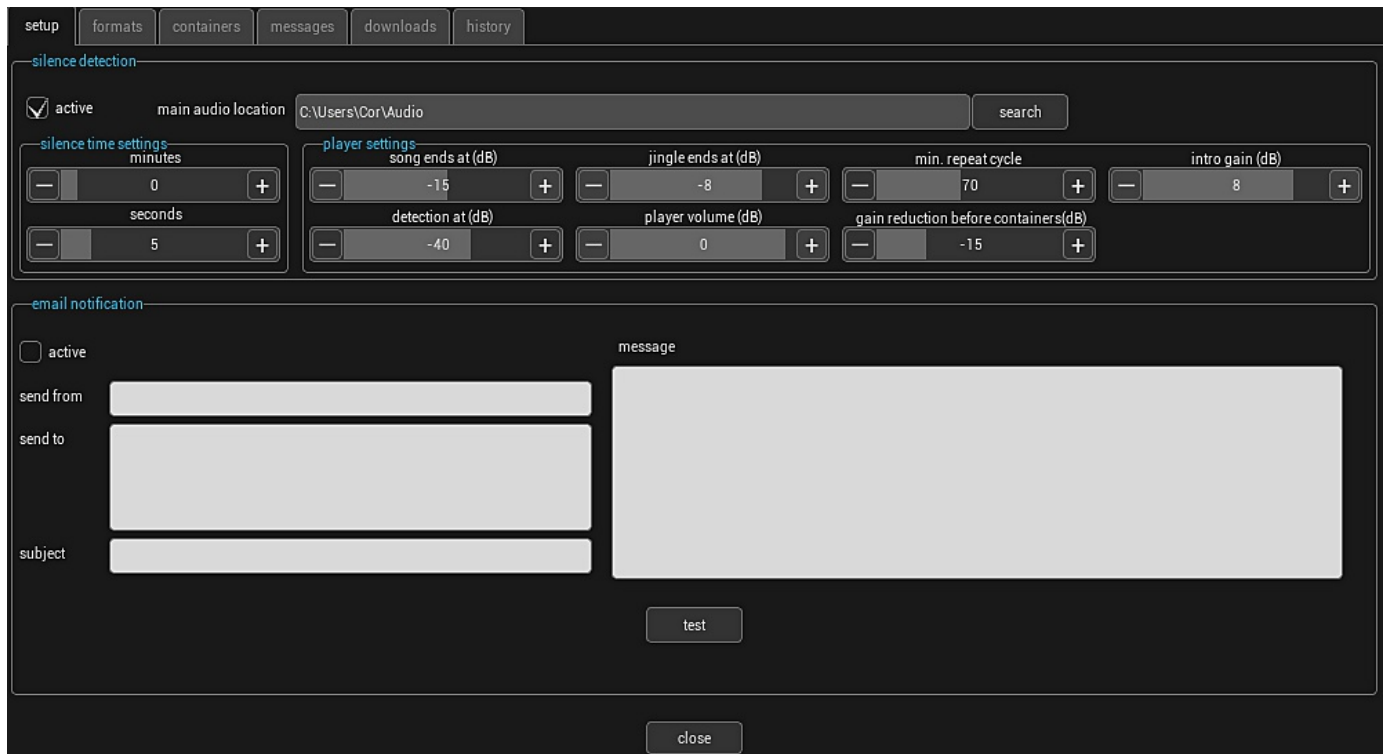 setup formats containers messages downloads history
silence detection
active main audio location C:\Users\Cor\Audio search
silence time settings player settings
minutes song ends at (dB) jingle ends at (dB) min. repeat cycle intro gain (dB)
— 0 + — -15 + — -8 + — 70 + — 8 +
seconds detection at (dB) player volume (dB) gain reduction before containers(dB)
— 5 + — -40 + — 0 + — -15 +
email notification
active message
send from
send to
subject
test
close